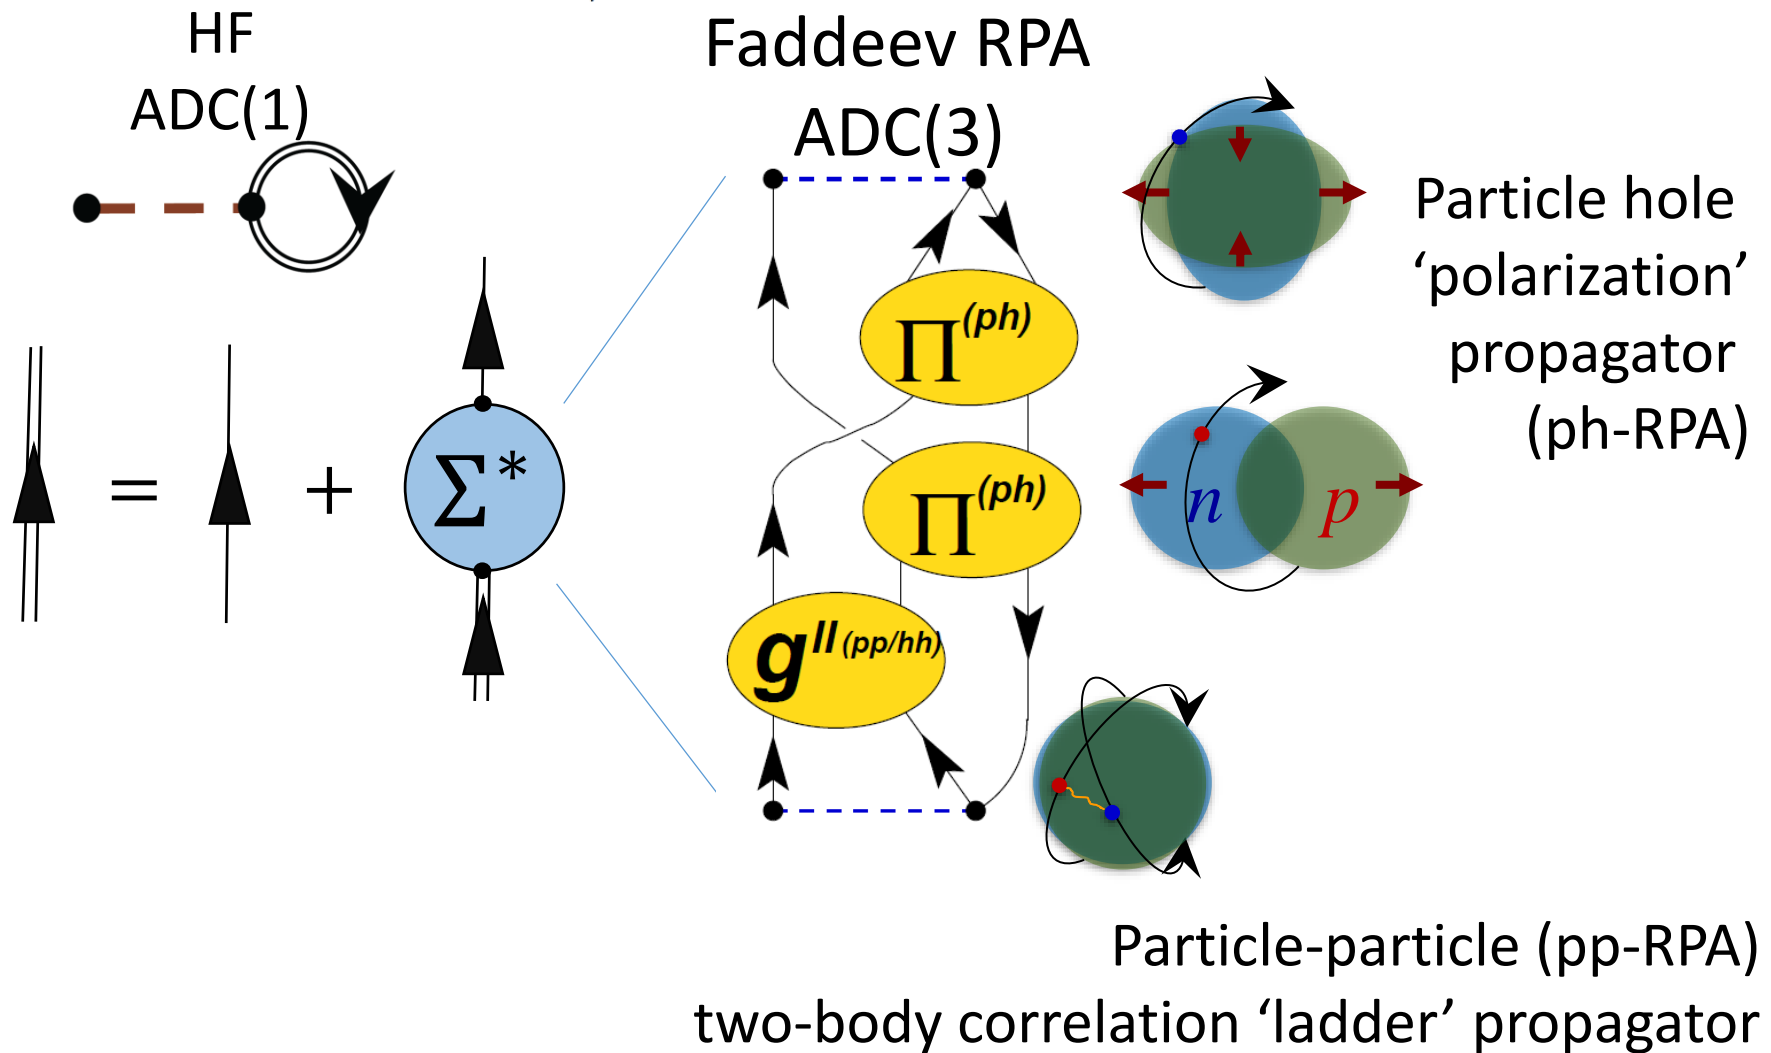 HF
ADC(1)
Faddeev RPA
ADC(3)
Particle hole
‘polarization’
propagator
(ph-RPA)
Π(ph)
= + Σ*
Π(ph)
n p
gII (pp/hh)
Particle-particle (pp-RPA)
two-body correlation ‘ladder’ propagator